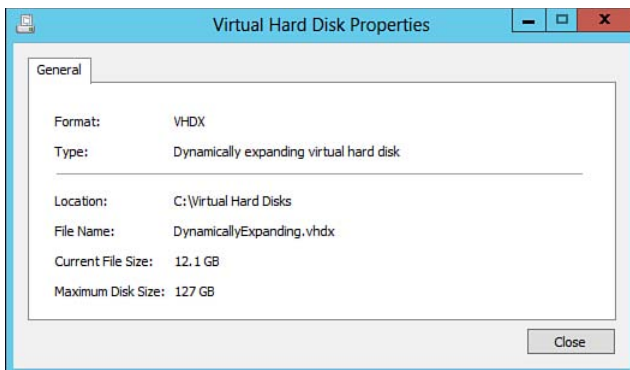 Virtual Hard Disk Properties
General
Format: VHDX
Type: Dynamically expanding virtual hard disk
Location: C:\Virtual Hard Disks
File Name: DynamicallyExpanding.vhdx
Current File Size: 12.1 GB
Maximum Disk Size: 127 GB
Close